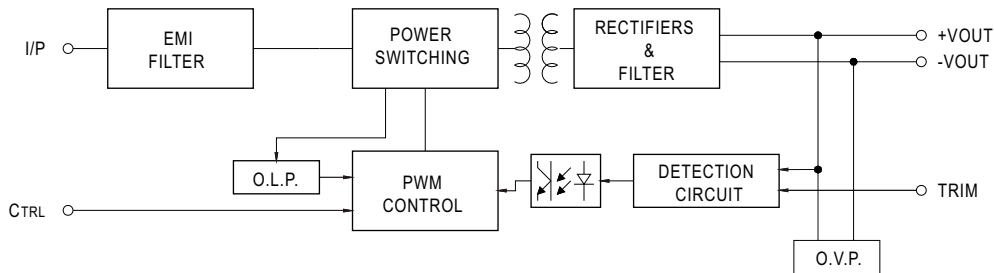 I/P
EMI
FILTER
POWER
SWITCHING
RECTIFIERS
&
FILTER
+VOUT
-VOUT
O.L.P.
PWM
CONTROL
DETECTION
CIRCUIT
TRIM
CTRL
O.V.P.